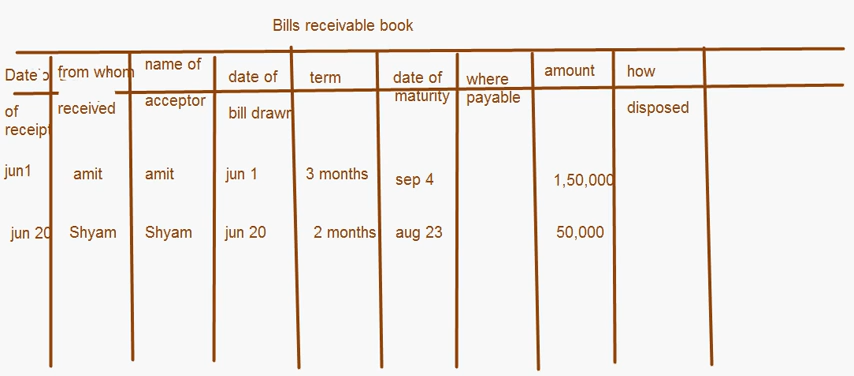 Bills receivable book
Date o from whom name of date of term date of where amount how
of received acceptor bill drawn maturity payable disposed
receipt
jun1 amit amit jun 1 3 months sep 4 1,50,000
jun 20 Shyam Shyam jun 20 2 months aug 23 50,000